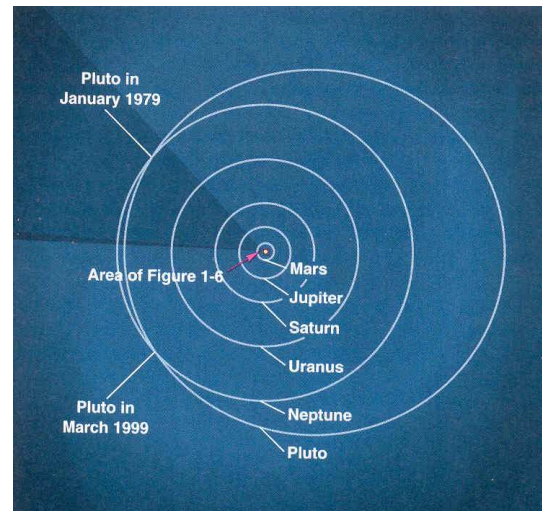 Pluto in
January 1979
Area of Figure 1-6
Mars
Jupiter
Saturn
Uranus
Neptune
Pluto
Pluto in
March 1999